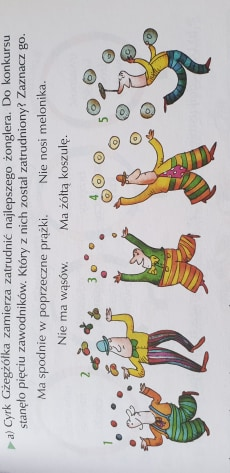 a) Cyrk Gżegżółka zamierza zatrudnić najlepszego żonglera. Do konkursu
stanęło pięciu zawodników. Który z nich został zatrudniony? Zaznacz go.
Ma spodnie w poprzeczne prążki. Nie nosi melonika.
Nie ma wąsów. Ma żółtą koszulę.
1
2
3
4
5